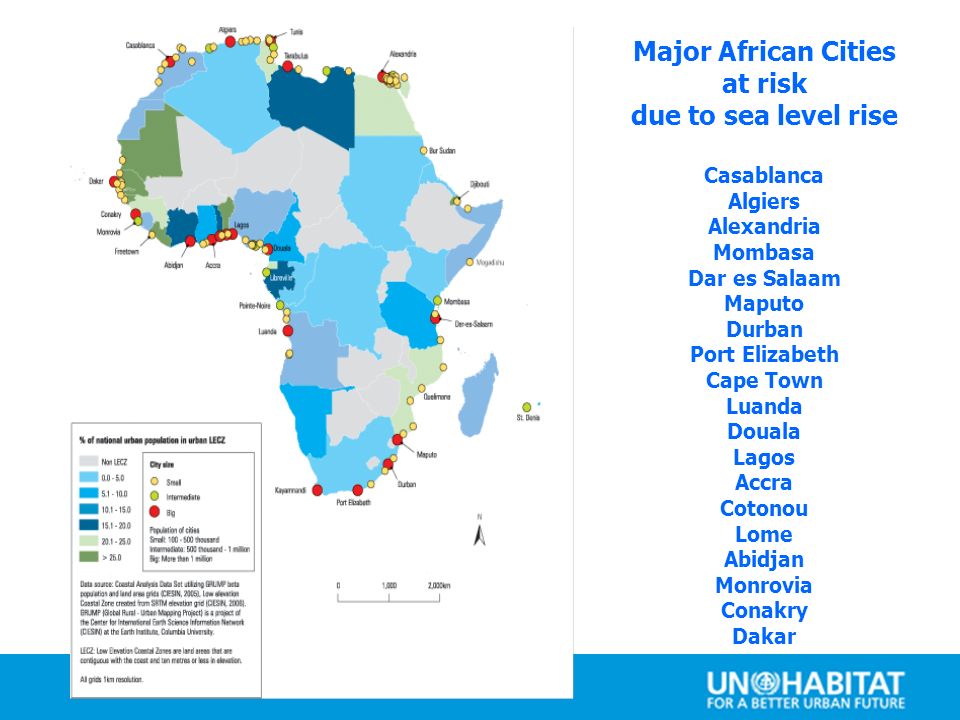 Major African Cities
at risk
due to sea level rise
Casablanca
Algiers
Alexandria
Mombasa
Dar es Salaam
Maputo
Durban
Port Elizabeth
Cape Town
Luanda
Douala
Lagos
Accra
Cotonou
Lome
Abidjan
Monrovia
Conakry
Dakar
Algiers
Tunis
Casablanca
Tarabulus
Alexandria
Bur Sudan
Dakar
Djibouti
Conakry
Monrovia
Lagos
Freetown
Douala
Abidjan
Accra
Mogadishu
Libreville
Pointe-Noire
Mombasa
Luanda
Dar-es-Salaam
Quelimane
St. Denis
Maputo
Durban
Kayamnandi
Port Elizabeth
N
0 1,000 2,000km
% of national urban population in urban LECZ
Non LECZ
0.0 - 5.0
5.1 - 10.0
10.1 - 15.0
15.1 - 20.0
20.1 - 25.0
> 25.0
City size
Small
Intermediate
Big
Population of cities
Small: 100 - 500 thousand
Intermediate: 500 thousand - 1 million
Big: More than 1 million
Data source: Coastal Analysis Data Set utilizing GRUMP beta
population and land area grids (CIESIN, 2005), Low elevation
Coastal Zone created from SRTM elevation grid (CIESIN, 2006).
GRUMP (Global Rural - Urban Mapping Project) is a project of
the Center for International Earth Science Information Network
(CIESIN) at the Earth Institute, Columbia University.
LECZ: Low Elevation Coastal Zones are land areas that are
contiguous with the coast and ten metres or less in elevation.
All grids 1km resolution.
UN HABITAT
FOR A BETTER URBAN FUTURE